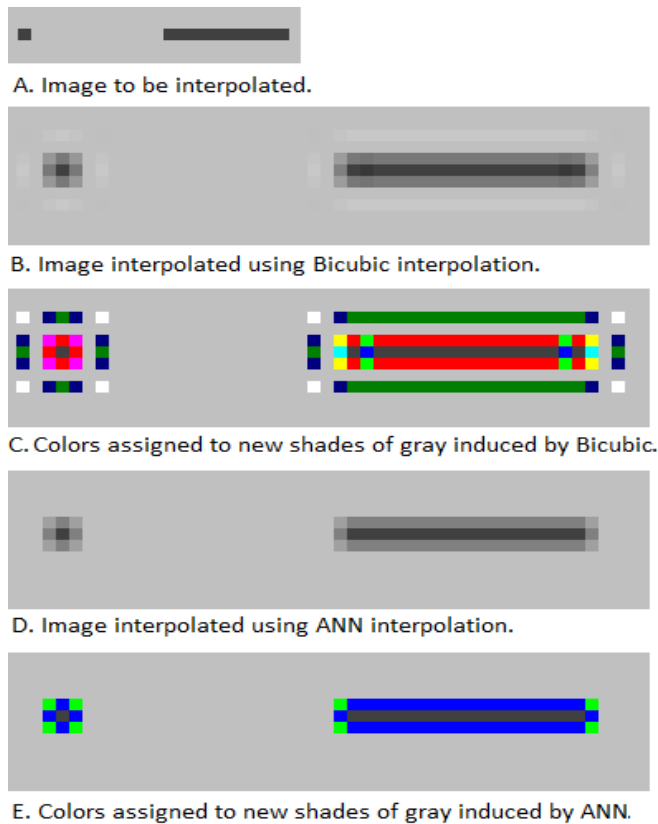 A. Image to be interpolated.
B. Image interpolated using Bicubic interpolation.
C. Colors assigned to new shades of gray induced by Bicubic.
D. Image interpolated using ANN interpolation.
E. Colors assigned to new shades of gray induced by ANN.